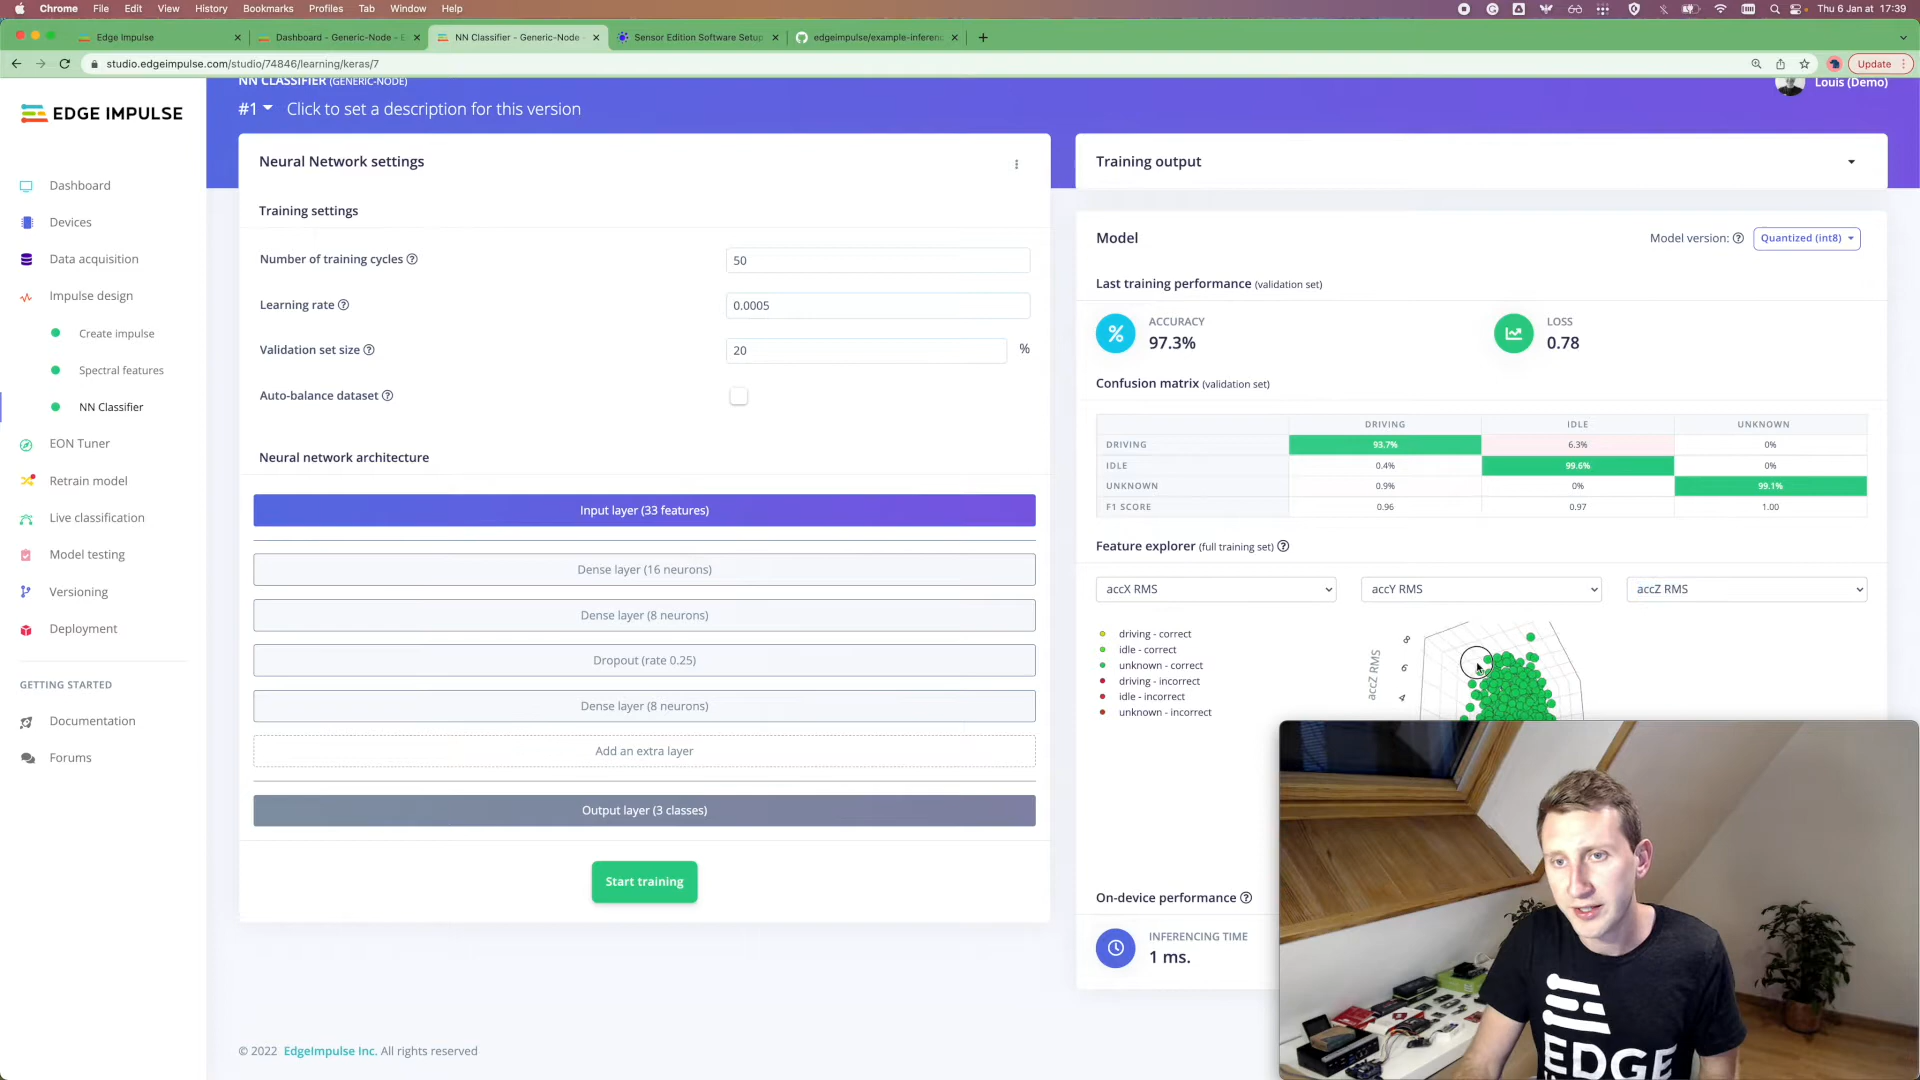 Chrome File Edit View History Bookmarks Profiles Tab Window Help Thu 6 Jan at 17:39
Edge Impulse Dashboard - Generic-Node - E NN Classifier - Generic-Node - Sensor Edition Software Setup edgeimpulse/example-inferenc
studio.edgeimpulse.com/studio/74846/learning/keras/7 Update
NN CLASSIFIER (GENERIC-NODE)
Louis (Demo)
#1 Click to set a description for this version
EDGE IMPULSE
Dashboard
Devices
Data acquisition
Impulse design
Create impulse
Spectral features
NN Classifier
EON Tuner
Retrain model
Live classification
Model testing
Versioning
Deployment
GETTING STARTED
Documentation
Forums
Neural Network settings
Training settings
Number of training cycles 50
Learning rate 0.0005
Validation set size 20 %
Auto-balance dataset
Neural network architecture
Input layer (33 features)
Dense layer (16 neurons)
Dense layer (8 neurons)
Dropout (rate 0.25)
Dense layer (8 neurons)
Add an extra layer
Output layer (3 classes)
Start training
Training output
Model
Model version: Quantized (int8)
Last training performance (validation set)
% ACCURACY
97.3%
LOSS
0.78
Confusion matrix (validation set)
DRIVING IDLE UNKNOWN
DRIVING 93.7% 6.3% 0%
IDLE 0.4% 99.6% 0%
UNKNOWN 0.9% 0% 99.1%
F1 SCORE 0.96 0.97 1.00
Feature explorer (full training set)
accX RMS accY RMS accZ RMS
driving - correct
idle - correct
unknown - correct
driving - incorrect
idle - incorrect
unknown - incorrect
accZ RMS
8
6
4
On-device performance
INFERENCING TIME
1 ms.
© 2022 EdgeImpulse Inc. All rights reserved
EDGE